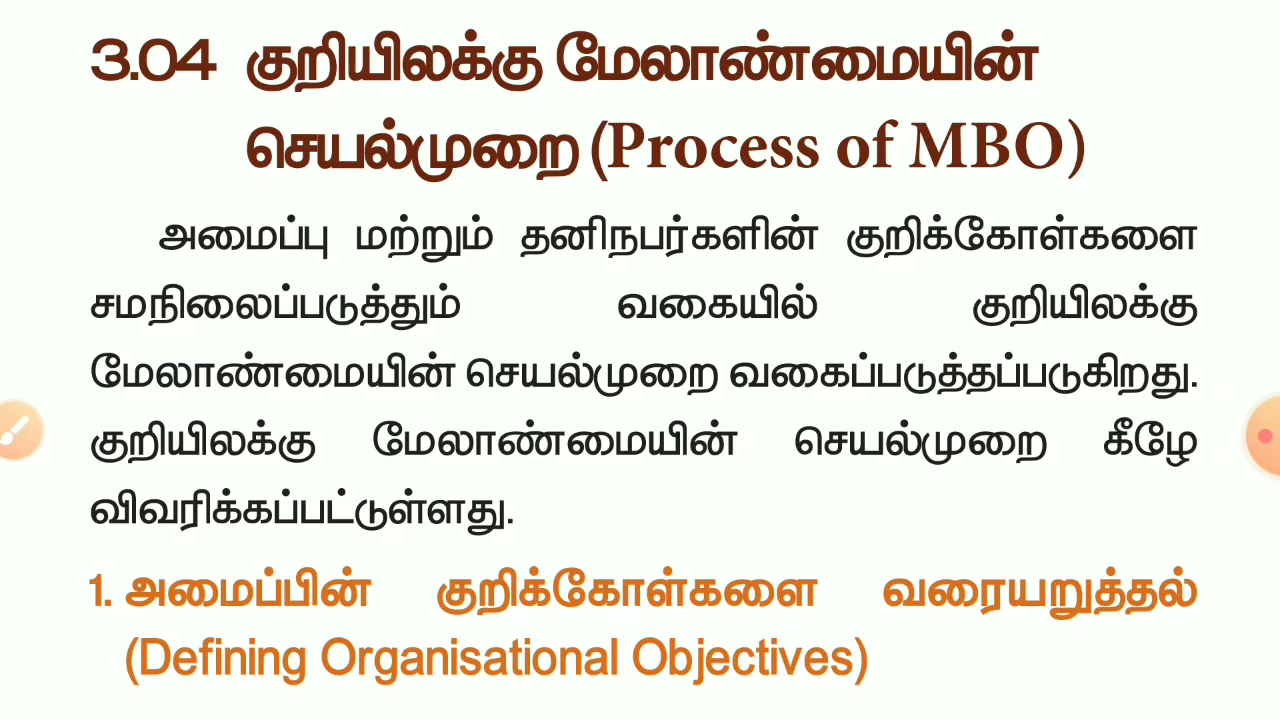 3.04 குறியிலக்கு மேலாண்மையின்
செயல்முறை (Process of MBO)
அமைப்பு மற்றும் தனிநபர்களின் குறிக்கோள்களை
சமநிலைப்படுத்தும் வகையில் குறியிலக்கு
மேலாண்மையின் செயல்முறை வகைப்படுத்தப்படுகிறது.
குறியிலக்கு மேலாண்மையின் செயல்முறை கீழே
விவரிக்கப்பட்டுள்ளது.
1. அமைப்பின் குறிக்கோள்களை வரையறுத்தல்
(Defining Organisational Objectives)